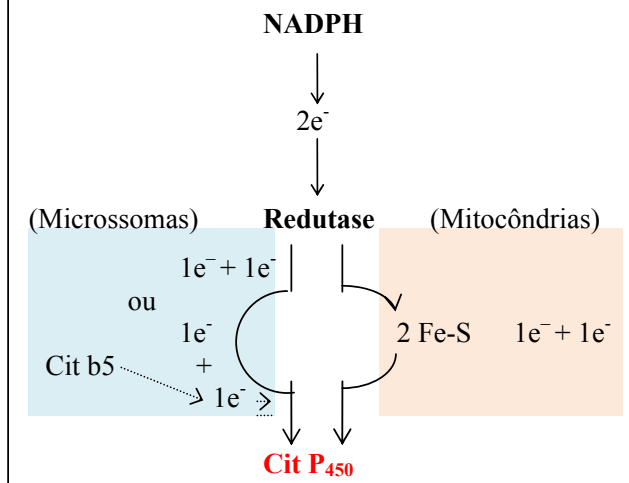 NADPH
2e⁻
(Microssomas) Redutase (Mitocôndrias)
1e⁻ + 1e⁻
ou
1e⁻
2 Fe-S 1e⁻ + 1e⁻
Cit b5 +
1e⁻
Cit P₄₅₀